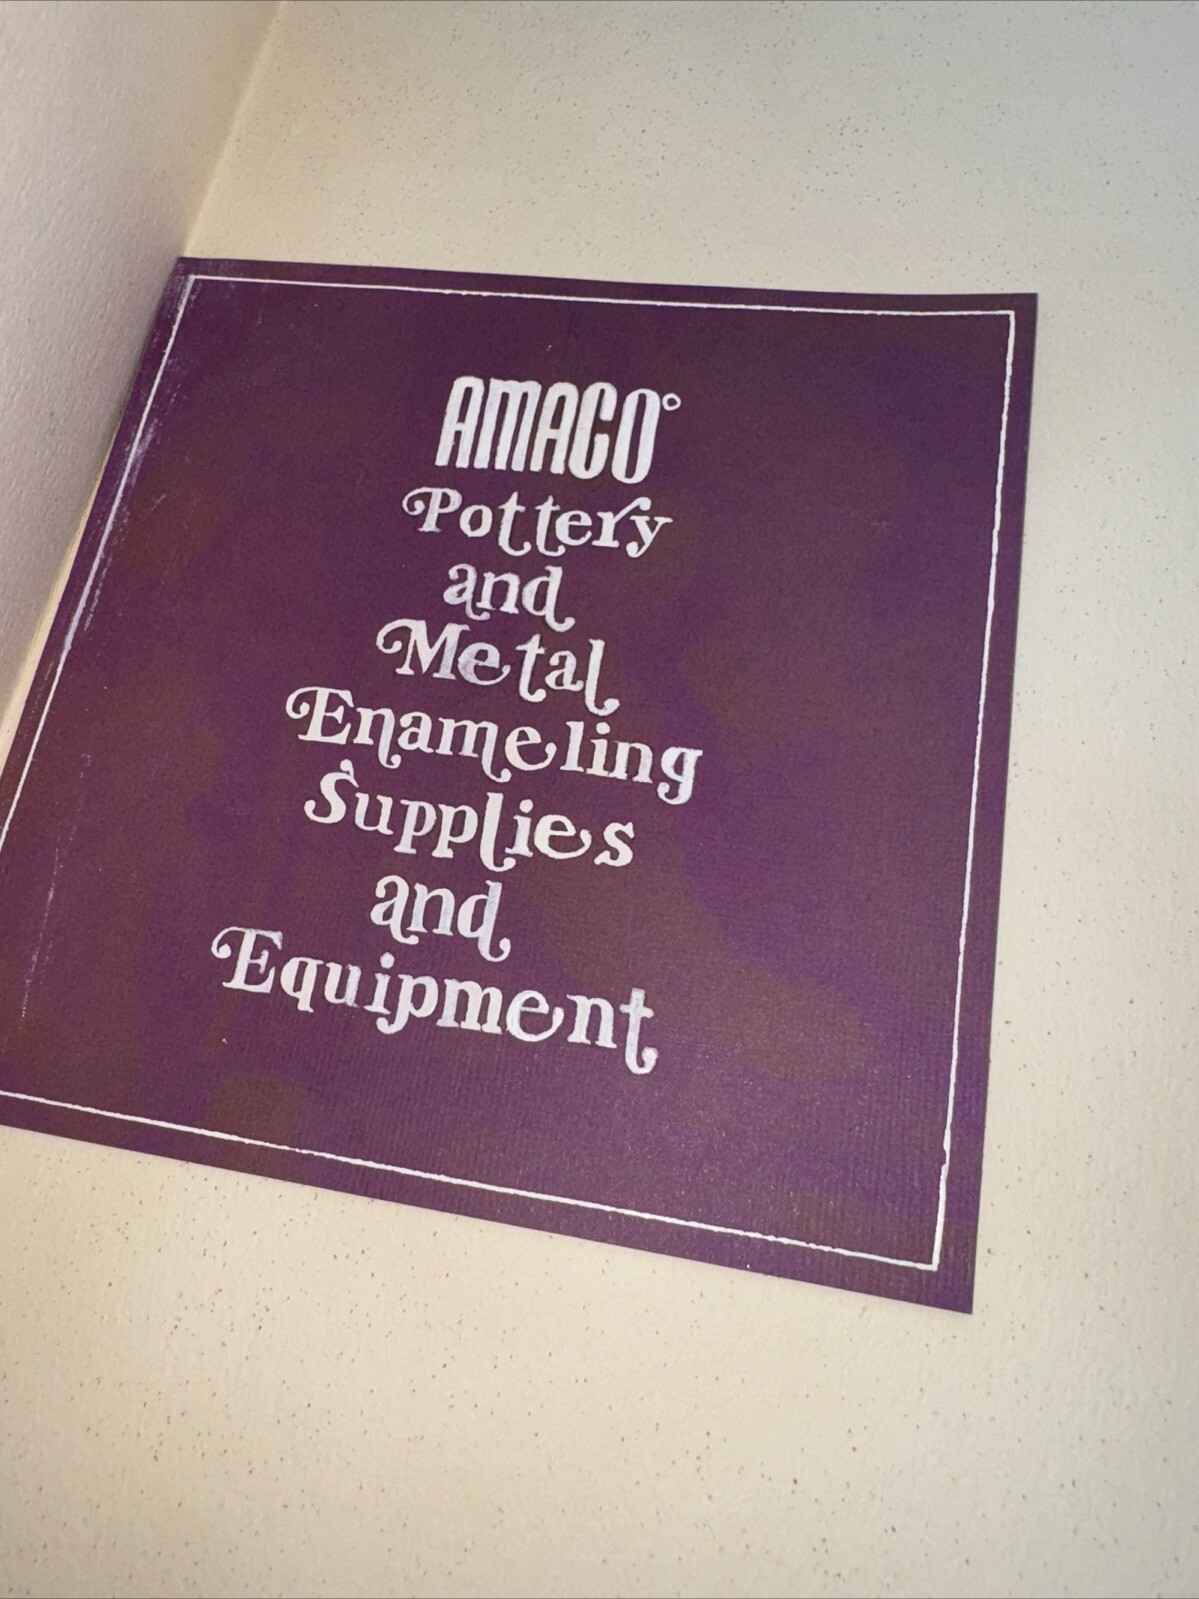 AMACO°
Pottery
and
Metal
Enameling
Supplies
and
Equipment